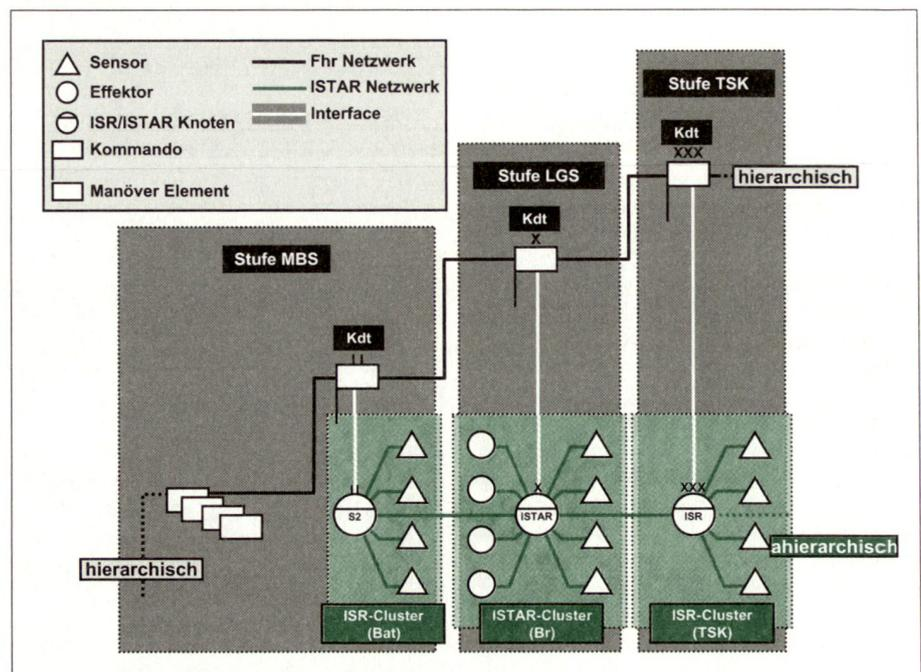 Sensor
Effektor
ISR/ISTAR Knoten
Kommando
Manöver Element
Fhr Netzwerk
ISTAR Netzwerk
Interface
Stufe TSK
Kdt
XXX
hierarchisch
Stufe LGS
Kdt
X
Stufe MBS
Kdt
II
hierarchisch
II
S2
X
ISTAR
XXX
ISR
ahierarchisch
ISR-Cluster
(Bat)
ISTAR-Cluster
(Br)
ISR-Cluster
(TSK)